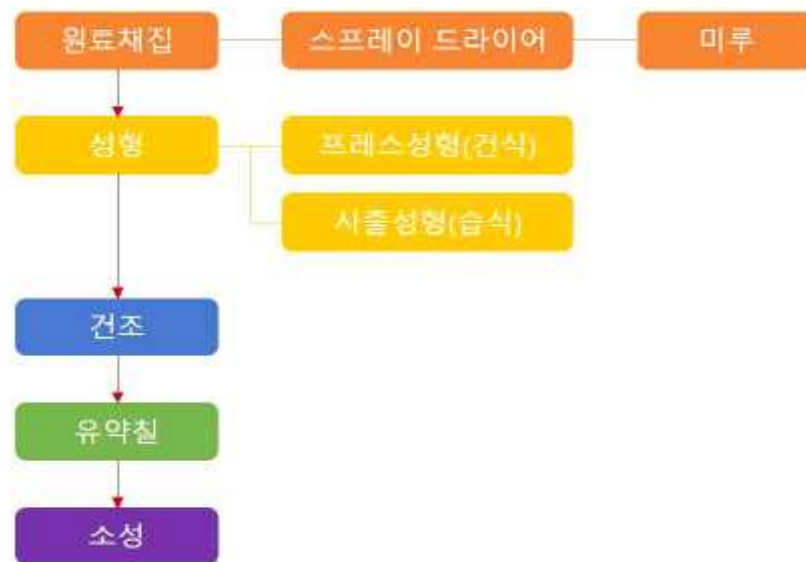 원료채집
스프레이 드라이어
미루
성형
프레스성형(건식)
사출성형(습식)
건조
유약칠
소성